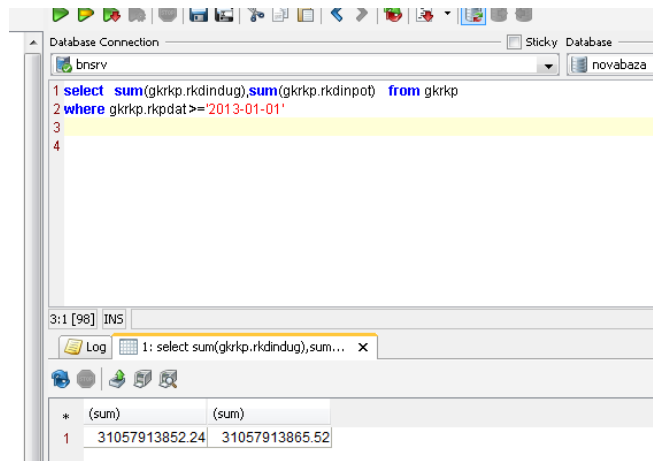 Database Connection Sticky Database
bnsrv novabaza
1 select sum(gkrkp.rkdindug),sum(gkrkp.rkdinpot) from gkrkp
2 where gkrkp.rkpdat>='2013-01-01'
3
4
3:1 [98] INS
Log 1: select sum(gkrkp.rkdindug),sum... X
* (sum) (sum)
1 31057913852.24 31057913865.52